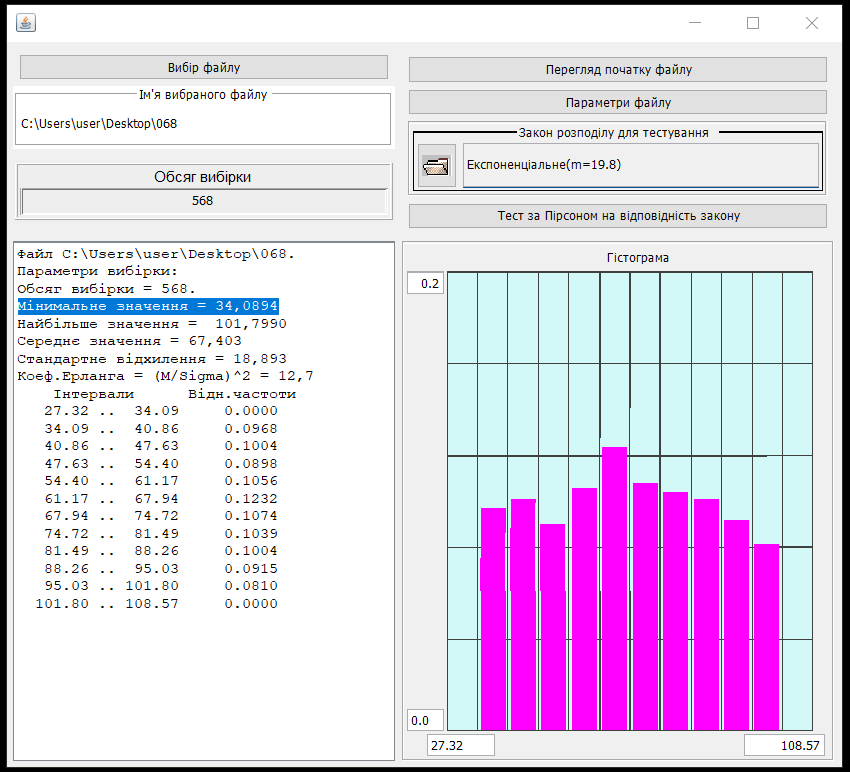 Вибір файлу
Ім'я вибраного файлу
C:\Users\user\Desktop\068
Обсяг вибірки
568
Перегляд початку файлу
Параметри файлу
Закон розподілу для тестування
Експоненціальне(m=19.8)
Тест за Пірсоном на відповідність закону
Файл C:\Users\user\Desktop\068.
Параметри вибірки:
Обсяг вибірки = 568.
Мінимальне значення = 34,0894
Найбільше значення = 101,7990
Середнє значення = 67,403
Стандартне відхилення = 18,893
Коеф.Ерланга = (M/Sigma)^2 = 12,7
Інтервали Відн.частоти
27.32 .. 34.09 0.0000
34.09 .. 40.86 0.0968
40.86 .. 47.63 0.1004
47.63 .. 54.40 0.0898
54.40 .. 61.17 0.1056
61.17 .. 67.94 0.1232
67.94 .. 74.72 0.1074
74.72 .. 81.49 0.1039
81.49 .. 88.26 0.1004
88.26 .. 95.03 0.0915
95.03 .. 101.80 0.0810
101.80 .. 108.57 0.0000
Гістограма
0.2
0.0
27.32
108.57